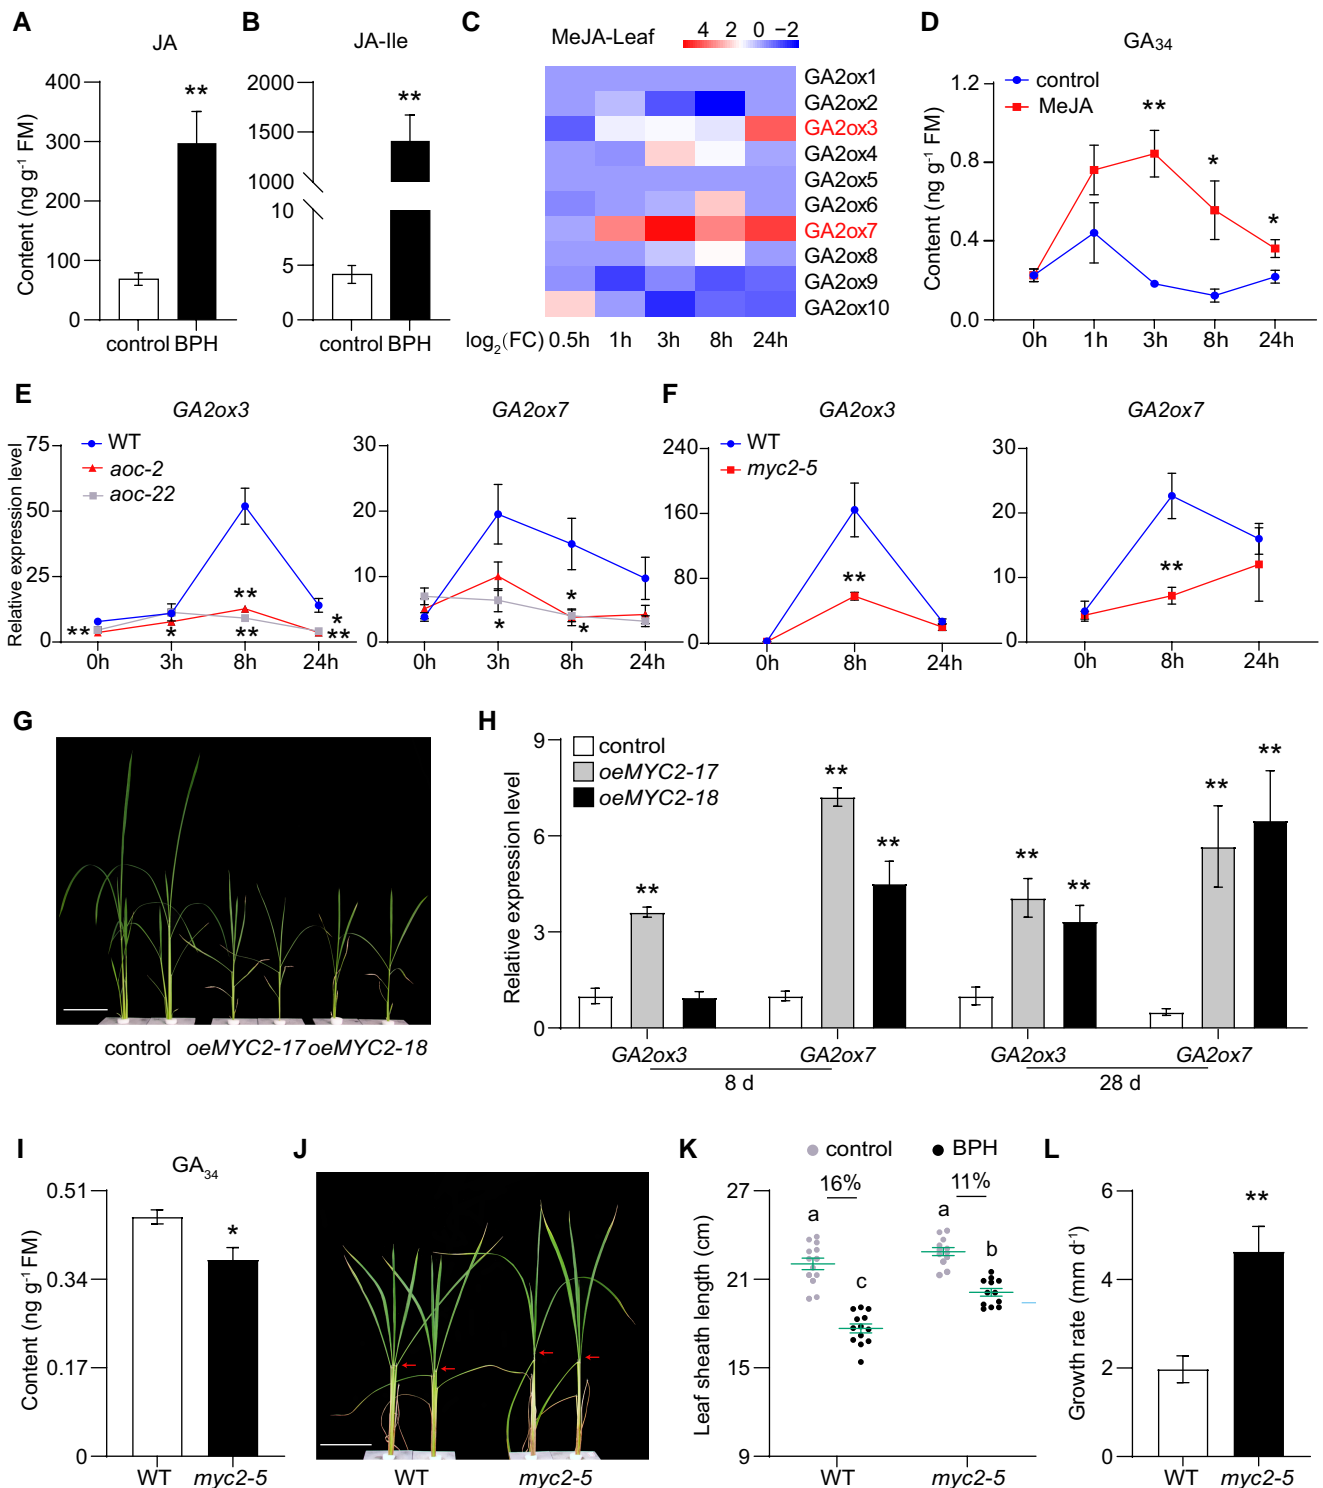 A
JA
Content (ng g⁻¹ FM)
400
300
200
100
0
**
control BPH
B
JA-Ile
2000
1500
1000
10
5
0
**
control BPH
C
MeJA-Leaf
4 2 0 −2
GA2ox1
GA2ox2
GA2ox3
GA2ox4
GA2ox5
GA2ox6
GA2ox7
GA2ox8
GA2ox9
GA2ox10
log₂(FC) 0.5h 1h 3h 8h 24h
D
GA₃₄
control
MeJA
Content (ng g⁻¹ FM)
1.2
0.8
0.4
0.0
**
*
*
0h 1h 3h 8h 24h
E
GA2ox3
Relative expression level
75
50
25
0
WT
aoc-2
aoc-22
**
*
**
**
*
**
0h 3h 8h 24h
GA2ox7
30
20
10
0
*
*
*
0h 3h 8h 24h
F
GA2ox3
240
160
80
0
WT
myc2-5
**
0h 8h 24h
GA2ox7
30
20
10
0
**
0h 8h 24h
G
control oeMYC2-17 oeMYC2-18
H
Relative expression level
9
6
3
0
control
oeMYC2-17
oeMYC2-18
**
**
**
**
**
**
**
GA2ox3 GA2ox7 GA2ox3 GA2ox7
8 d 28 d
I
GA₃₄
Content (ng g⁻¹ FM)
0.51
0.34
0.17
0
*
WT myc2-5
J
WT myc2-5
K
control BPH
Leaf sheath length (cm)
27
21
15
9
16% 11%
a
c
a
b
WT myc2-5
L
Growth rate (mm d⁻¹)
6
4
2
0
**
WT myc2-5